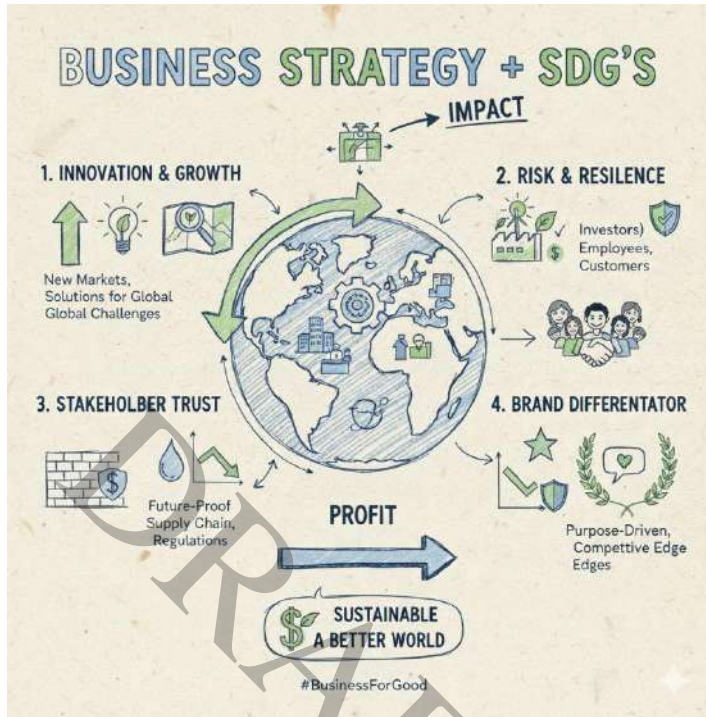 BUSINESS STRATEGY + SDG'S
IMPACT
1. INNOVATION & GROWTH
New Markets,
Solutions for Global
Global Challenges
2. RISK & RESILENCE
Investors)
Employees,
Customers
3. STAKEHOLBER TRUST
$
Future-Proof
Supply Chain,
Regulations
4. BRAND DIFFERENTATOR
Purpose-Driven,
Compettive Edge
Edges
PROFIT
$ SUSTAINABLE
A BETTER WORLD
#BusinessForGood
DRAFT